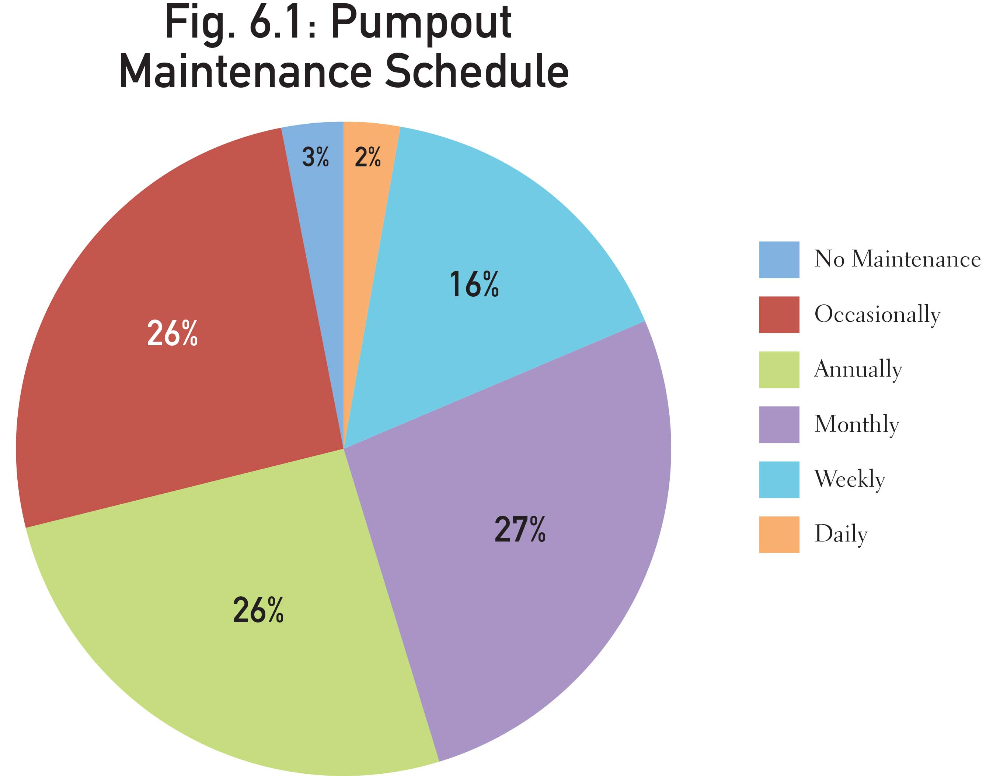 Fig. 6.1: Pumpout
Maintenance Schedule
3%
2%
16%
26%
27%
26%
No Maintenance
Occasionally
Annually
Monthly
Weekly
Daily